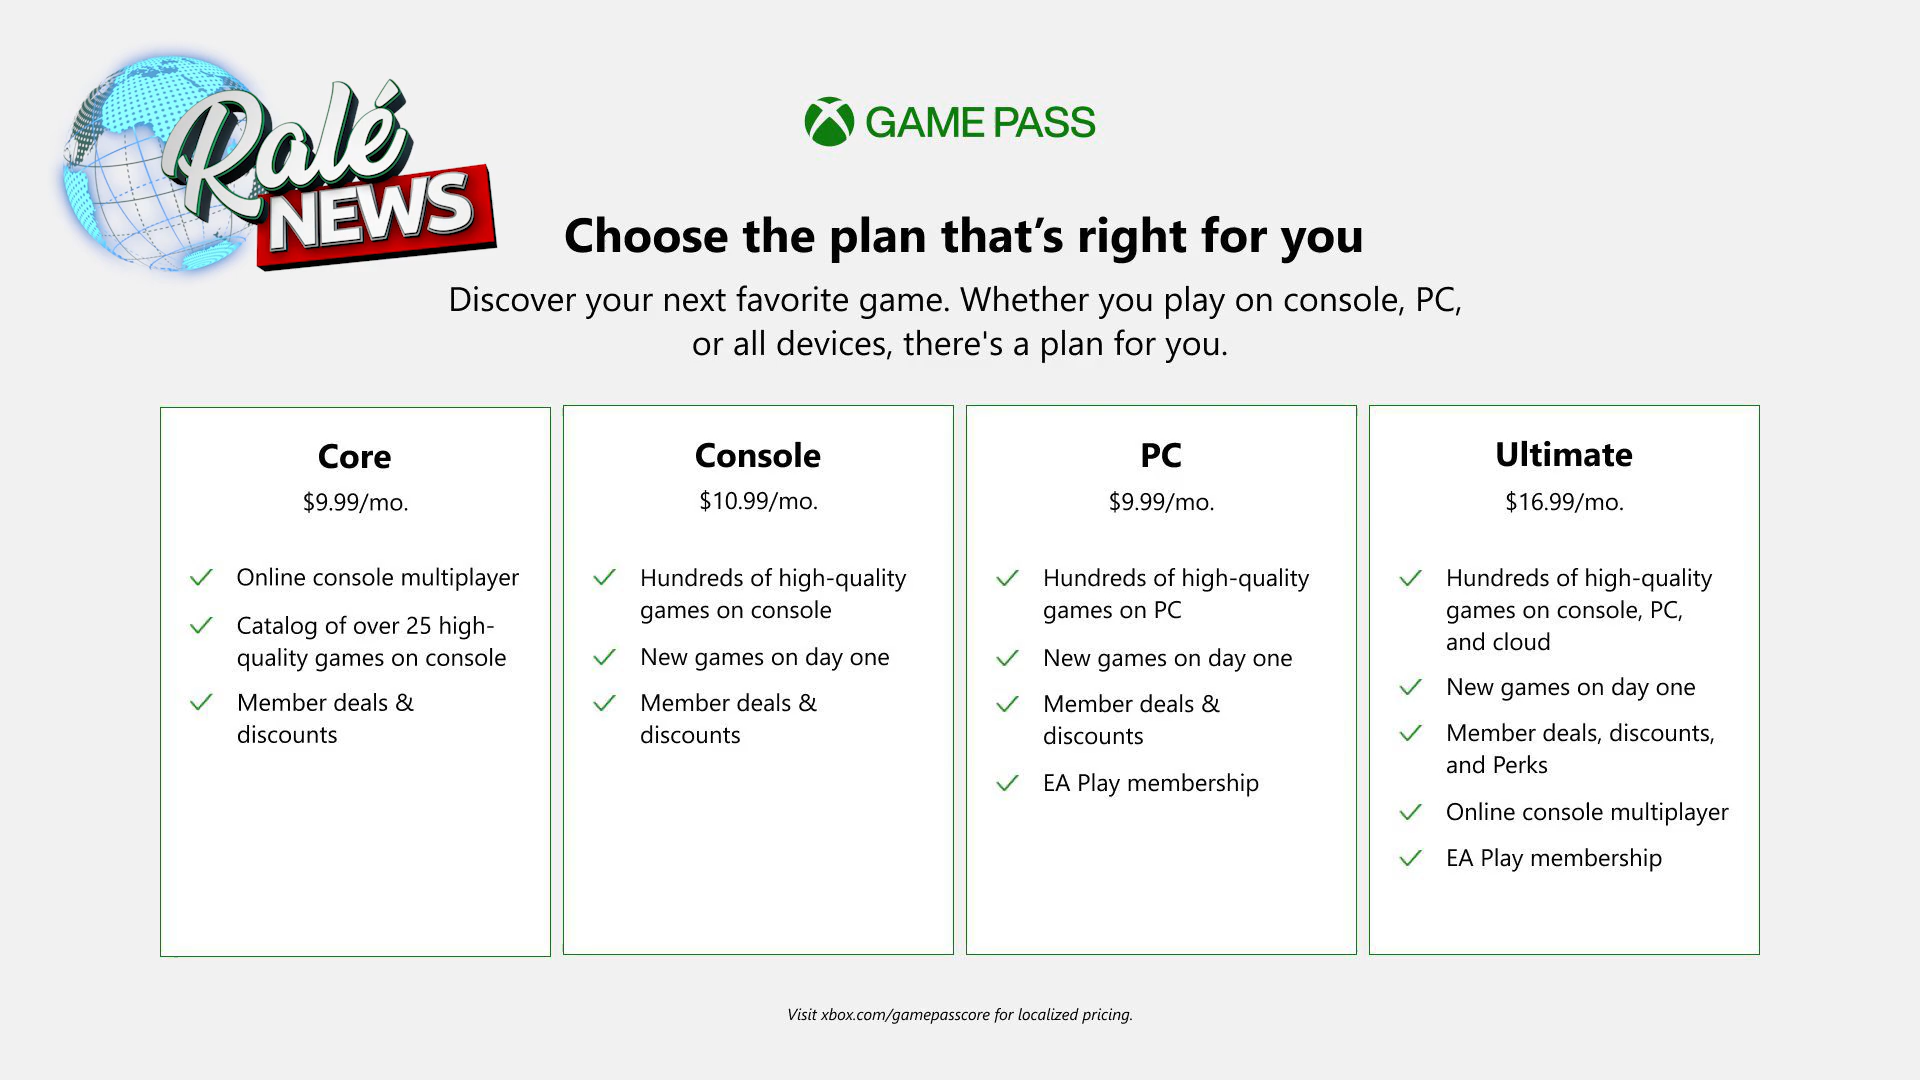 Ralé
NEWS
GAME PASS
Choose the plan that’s right for you
Discover your next favorite game. Whether you play on console, PC,
or all devices, there's a plan for you.
Core
$9.99/mo.
Online console multiplayer
Catalog of over 25 high-
quality games on console
Member deals &
discounts
Console
$10.99/mo.
Hundreds of high-quality
games on console
New games on day one
Member deals &
discounts
PC
$9.99/mo.
Hundreds of high-quality
games on PC
New games on day one
Member deals &
discounts
EA Play membership
Ultimate
$16.99/mo.
Hundreds of high-quality
games on console, PC,
and cloud
New games on day one
Member deals, discounts,
and Perks
Online console multiplayer
EA Play membership
Visit xbox.com/gamepasscore for localized pricing.